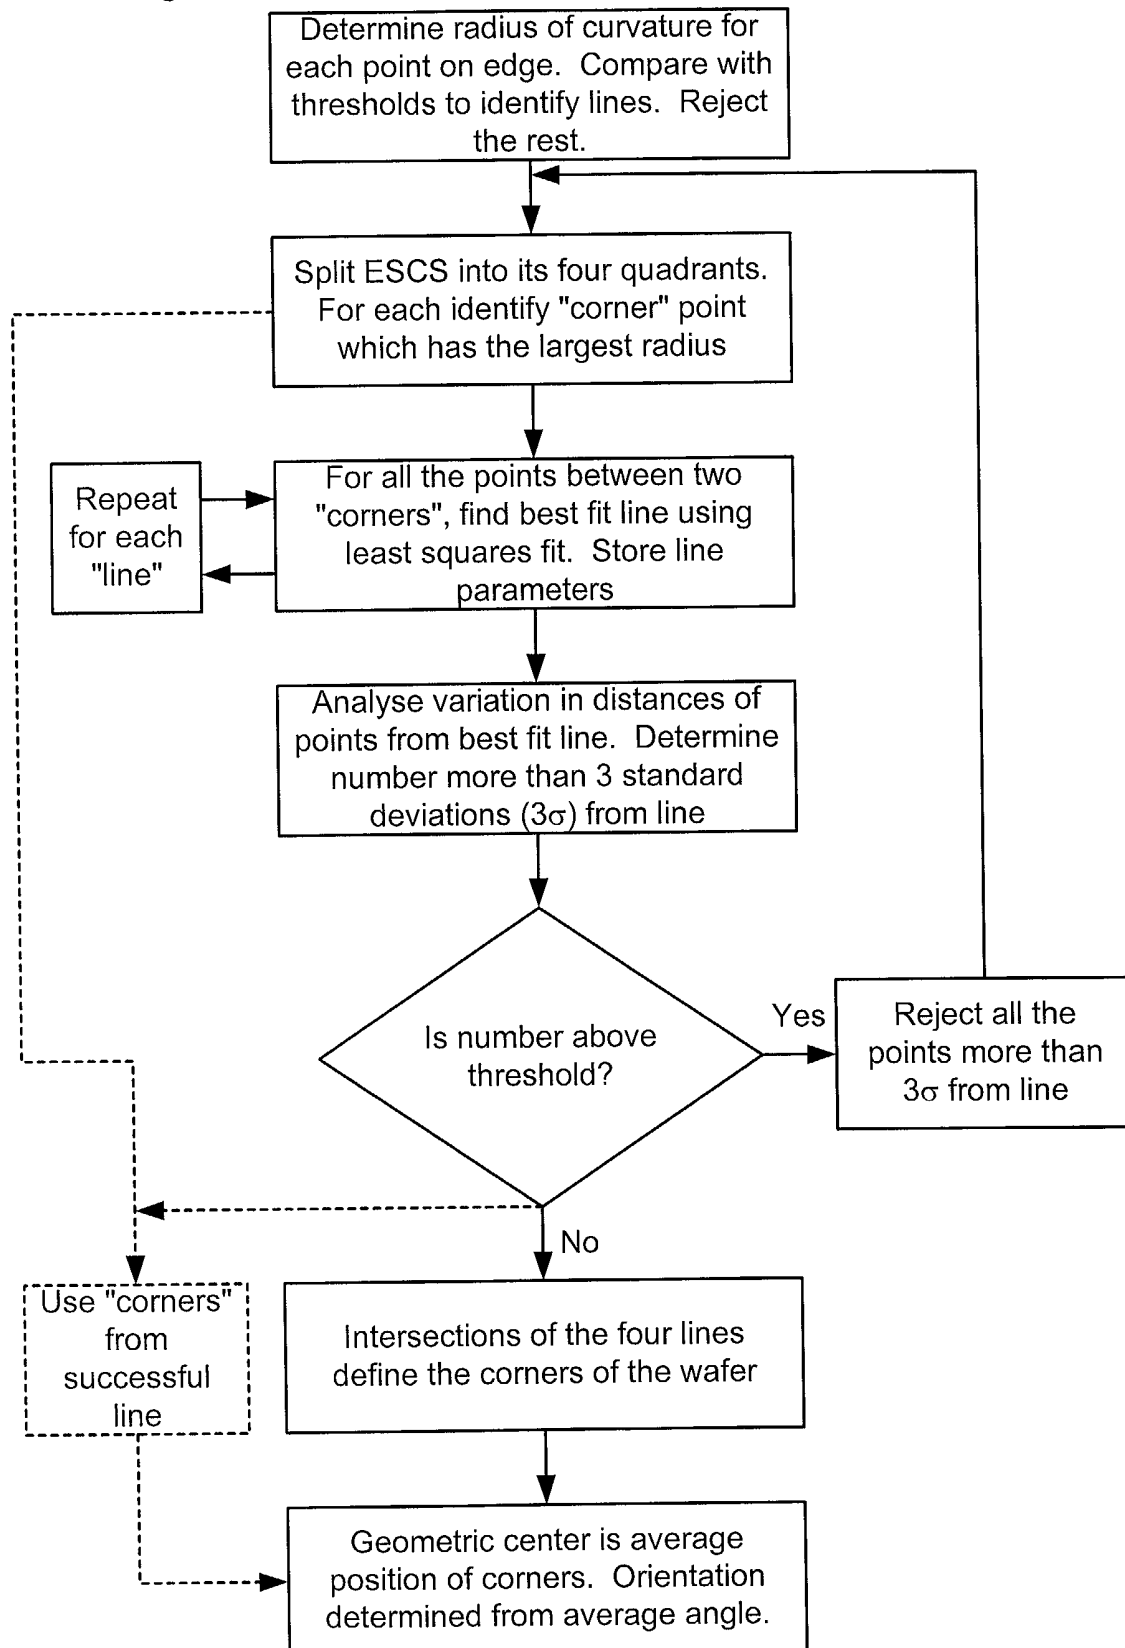 Determine radius of curvature for
each point on edge.  Compare with
thresholds to identify lines.  Reject
the rest.
Split ESCS into its four quadrants.
For each identify "corner" point
which has the largest radius
Repeat
for each
"line"
For all the points between two
"corners", find best fit line using
least squares fit.  Store line
parameters
Analyse variation in distances of
points from best fit line.  Determine
number more than 3 standard
deviations (3σ) from line
Is number above
threshold?
Yes
Reject all the
points more than
3σ from line
No
Use "corners"
from
successful
line
Intersections of the four lines
define the corners of the wafer
Geometric center is average
position of corners.  Orientation
determined from average angle.